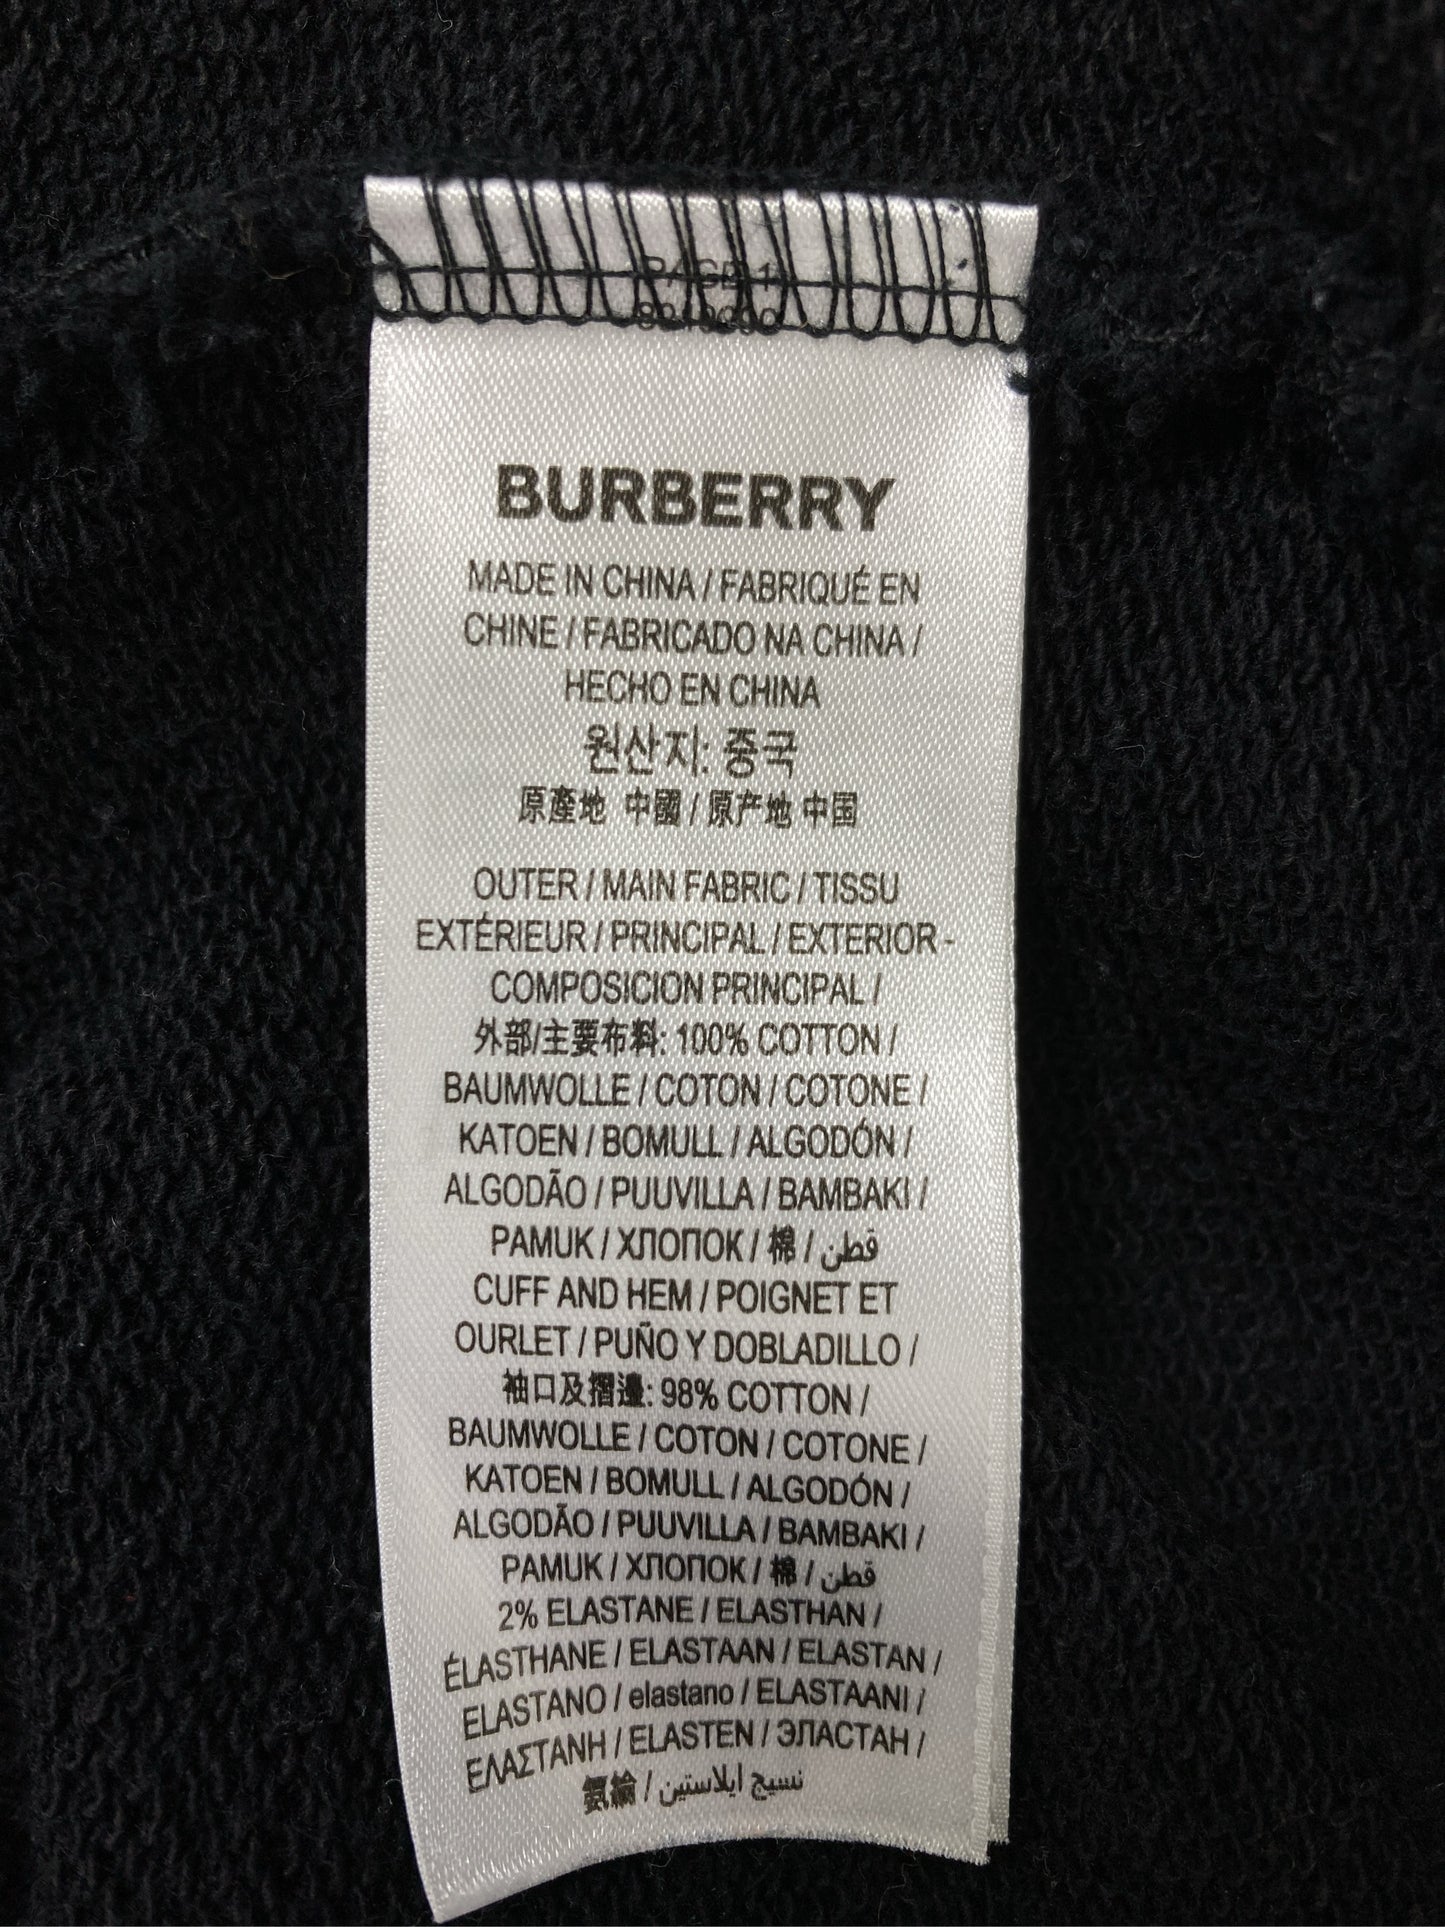 PAGE 1
BURBERRY
MADE IN CHINA / FABRIQUÉ EN
CHINE / FABRICADO NA CHINA /
HECHO EN CHINA
원산지: 중국
原產地 中國 / 原产地 中国
OUTER / MAIN FABRIC / TISSU
EXTÉRIEUR / PRINCIPAL / EXTERIOR -
COMPOSICION PRINCIPAL /
外部/主要布料: 100% COTTON /
BAUMWOLLE / COTON / COTONE /
KATOEN / BOMULL / ALGODÓN /
ALGODÃO / PUUVILLA / BAMBAKI /
PAMUK / ХЛОПОК / 棉 / قطن
CUFF AND HEM / POIGNET ET
OURLET / PUÑO Y DOBLADILLO /
袖口及摺邊: 98% COTTON /
BAUMWOLLE / COTON / COTONE /
KATOEN / BOMULL / ALGODÓN /
ALGODÃO / PUUVILLA / BAMBAKI /
PAMUK / ХЛОПОК / 棉 / قطن
2% ELASTANE / ELASTHAN /
ÉLASTHANE / ELASTAAN / ELASTAN /
ELASTANO / elastano / ELASTAANI /
ΕΛΑΣΤΑΝΗ / ELASTEN / ЭЛАСТАН /
氨綸 / نسيج ايلاستين